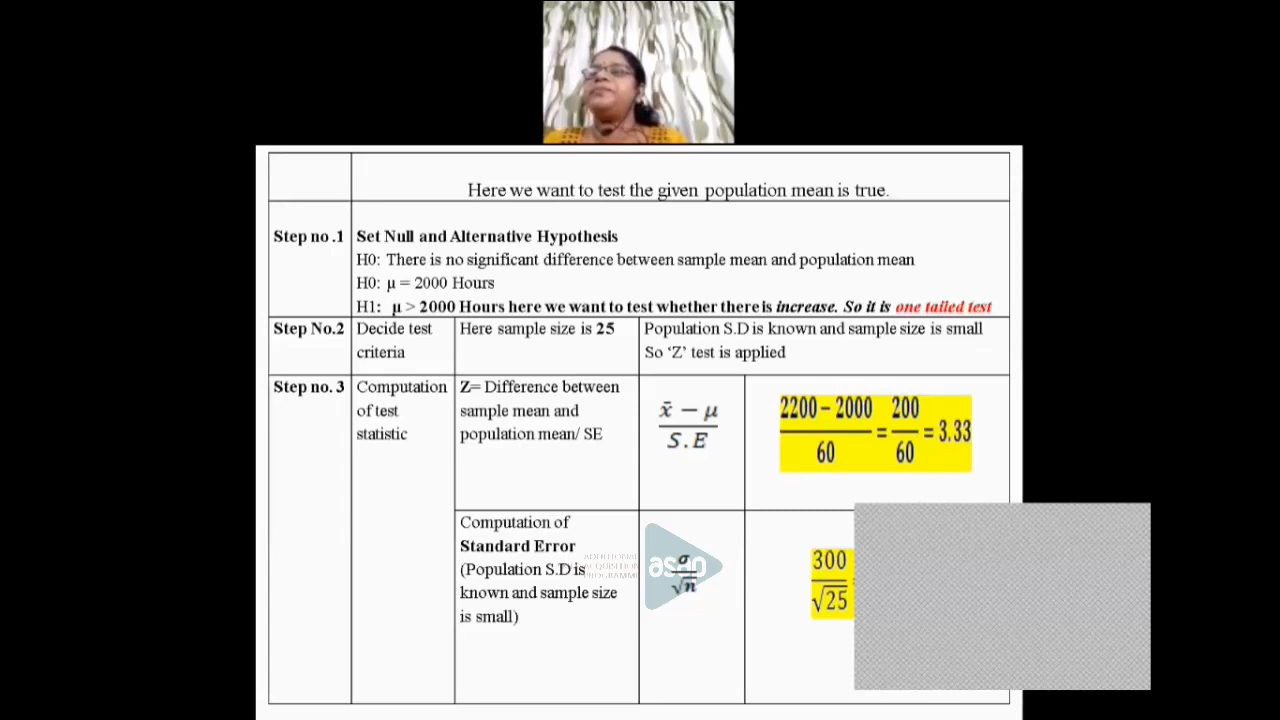 Here we want to test the given population mean is true.
Step no .1
Set Null and Alternative Hypothesis
H0: There is no significant difference between sample mean and population mean
H0: μ = 2000 Hours
H1: μ > 2000 Hours here we want to test whether there is increase. So it is one tailed test
Step No.2
Decide test
criteria
Here sample size is 25
Population S.D is known and sample size is small
So ‘Z’ test is applied
Step no. 3
Computation
of test
statistic
Z= Difference between
sample mean and
population mean/ SE
x̄ − μ
S.E
2200 − 2000
60
=
200
60
= 3.33
Computation of
Standard Error
(Population S.D is
known and sample size
is small)
ADDITIONAL
ACQUISITION
PROGRAMME
asap
σ
√n
300
√25